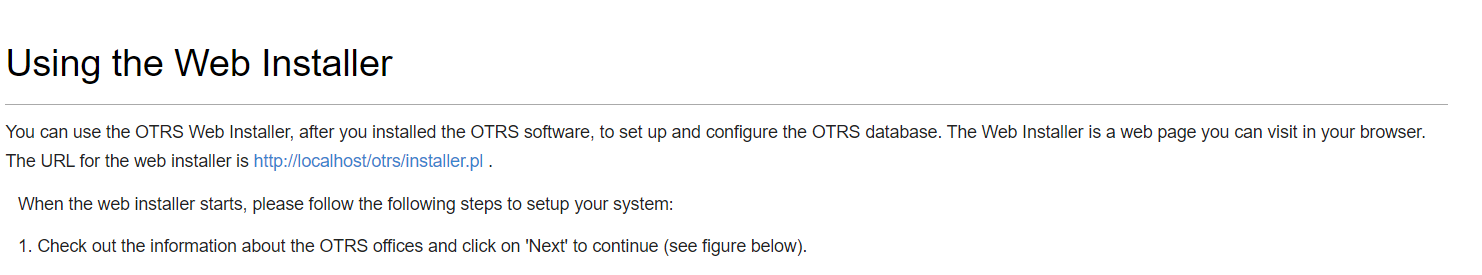 Using the Web Installer
You can use the OTRS Web Installer, after you installed the OTRS software, to set up and configure the OTRS database. The Web Installer is a web page you can visit in your browser.
The URL for the web installer is http://localhost/otrs/installer.pl .
When the web installer starts, please follow the following steps to setup your system:
1. Check out the information about the OTRS offices and click on 'Next' to continue (see figure below).